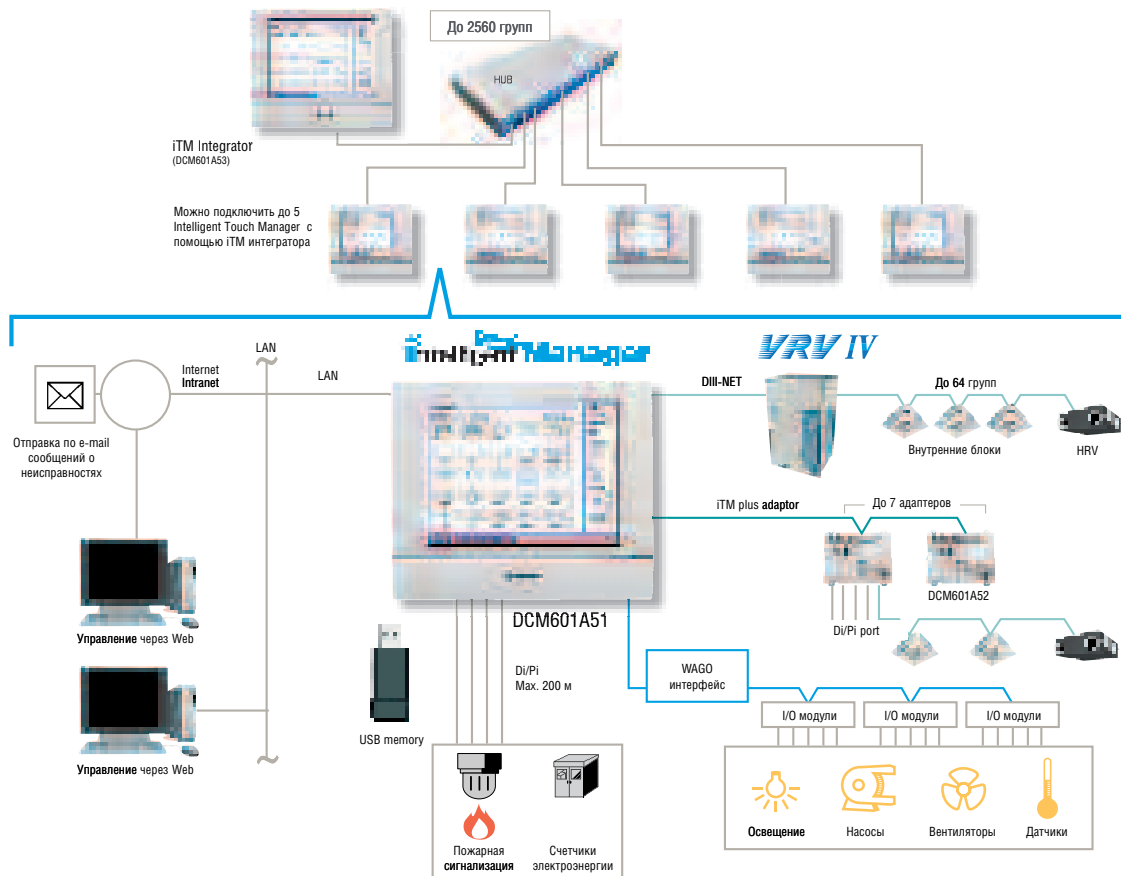 До 2560 групп
HUB
iTM Integrator
(DCM601A53)
Можно подключить до 5
Intelligent Touch Manager с
помощью iTM интегратора
LAN
Internet
Intranet
LAN
intelligent Manager
VRV IV
DIII-NET
До 64 групп
Внутренние блоки
HRV
Отправка по e-mail
сообщений о
неисправностях
iTM plus adaptor
До 7 адаптеров
DCM601A52
Di/Pi port
DCM601A51
Управление через Web
Di/Pi
Max. 200 м
WAGO
интерфейс
I/O модули
I/O модули
I/O модули
USB memory
Управление через Web
Освещение
Насосы
Вентиляторы
Датчики
Пожарная
сигнализация
Счетчики
электроэнергии